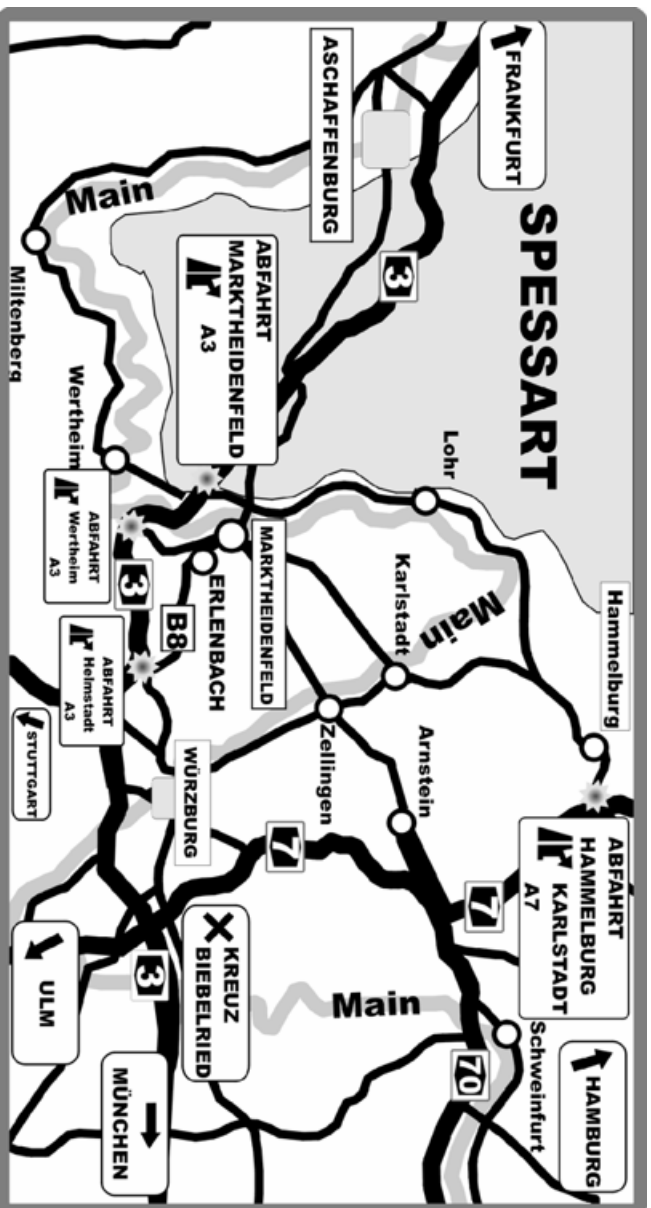 FRANKFURT
SPESSART
ASCHAFFENBURG
3
Main
Miltenberg
ABFAHRT
MARKTHEIDENFELD
A3
Wertheim
Lohr
ABFAHRT
Wertheim
A3
3
MARKTHEIDENFELD
ERLENBACH
B8
Karlstadt
Main
Hammelburg
ABFAHRT
Helmstadt
A3
STUTTGART
WÜRZBURG
Zellingen
Arnstein
7
ABFAHRT
HAMMELBURG
KARLSTADT
A7
7
KREUZ
BIEBELRIED
3
ULM
MÜNCHEN
Main
Schweinfurt
70
HAMBURG